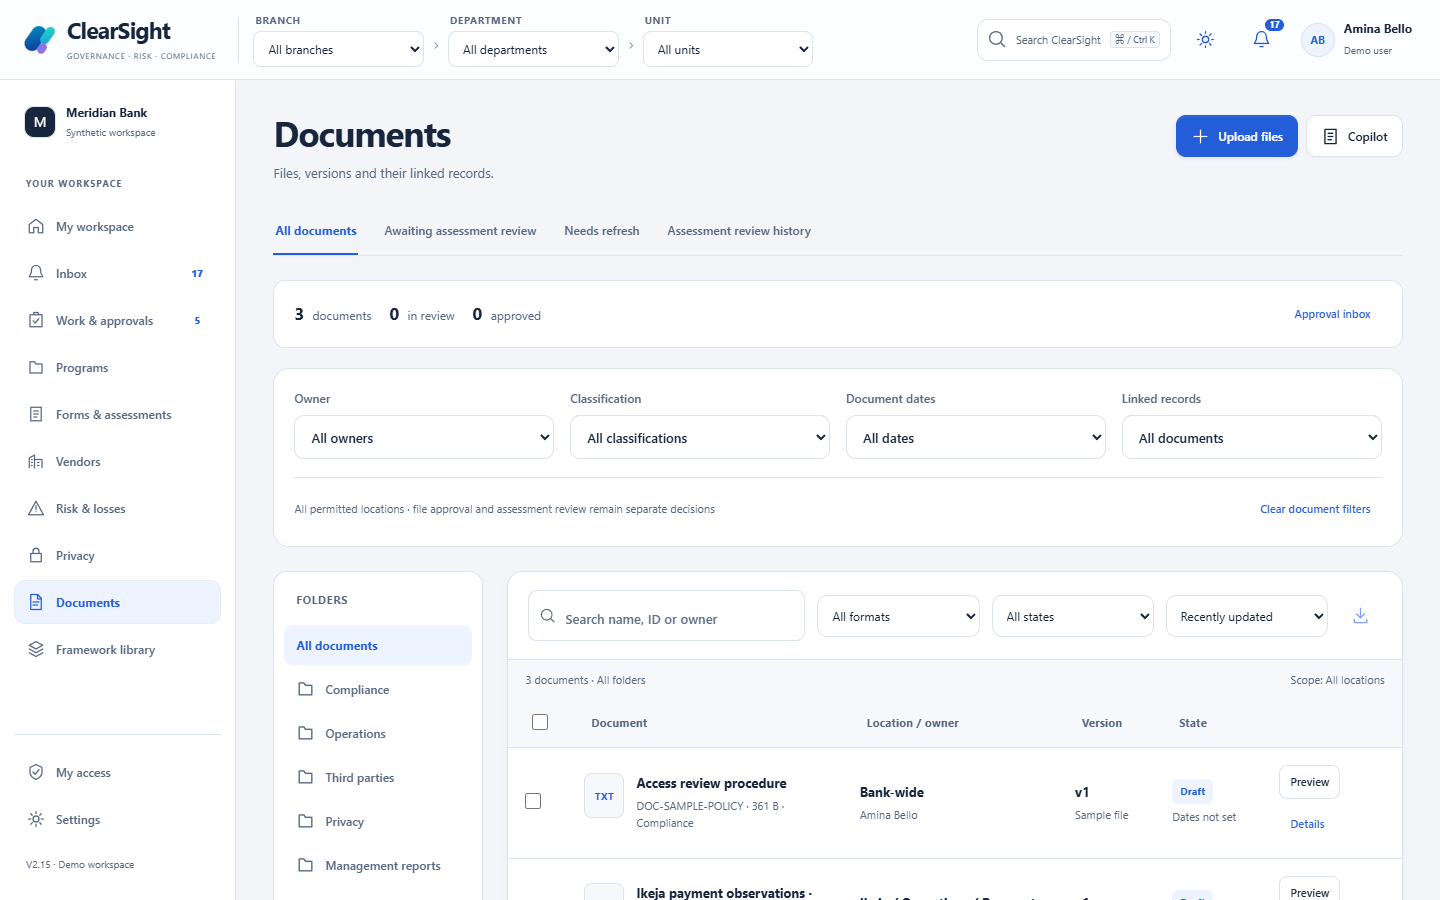 ClearSight
GOVERNANCE · RISK · COMPLIANCE
BRANCH
All branches
DEPARTMENT
All departments
UNIT
All units
Search ClearSight
⌘ / Ctrl K
17
AB
Amina Bello
Demo user
M
Meridian Bank
Synthetic workspace
YOUR WORKSPACE
My workspace
Inbox 17
Work & approvals 5
Programs
Forms & assessments
Vendors
Risk & losses
Privacy
Documents
Framework library
My access
Settings
V2.15 · Demo workspace
Documents
Files, versions and their linked records.
Upload files
Copilot
All documents
Awaiting assessment review
Needs refresh
Assessment review history
3 documents 0 in review 0 approved
Approval inbox
Owner
All owners
Classification
All classifications
Document dates
All dates
Linked records
All documents
All permitted locations · file approval and assessment review remain separate decisions
Clear document filters
FOLDERS
All documents
Compliance
Operations
Third parties
Privacy
Management reports
Search name, ID or owner
All formats
All states
Recently updated
3 documents · All folders
Scope: All locations
Document
Location / owner
Version
State
TXT
Access review procedure
DOC-SAMPLE-POLICY · 361 B ·
Compliance
Bank-wide
Amina Bello
v1
Sample file
Draft
Dates not set
Preview
Details
Ikeja payment observations ·
Preview